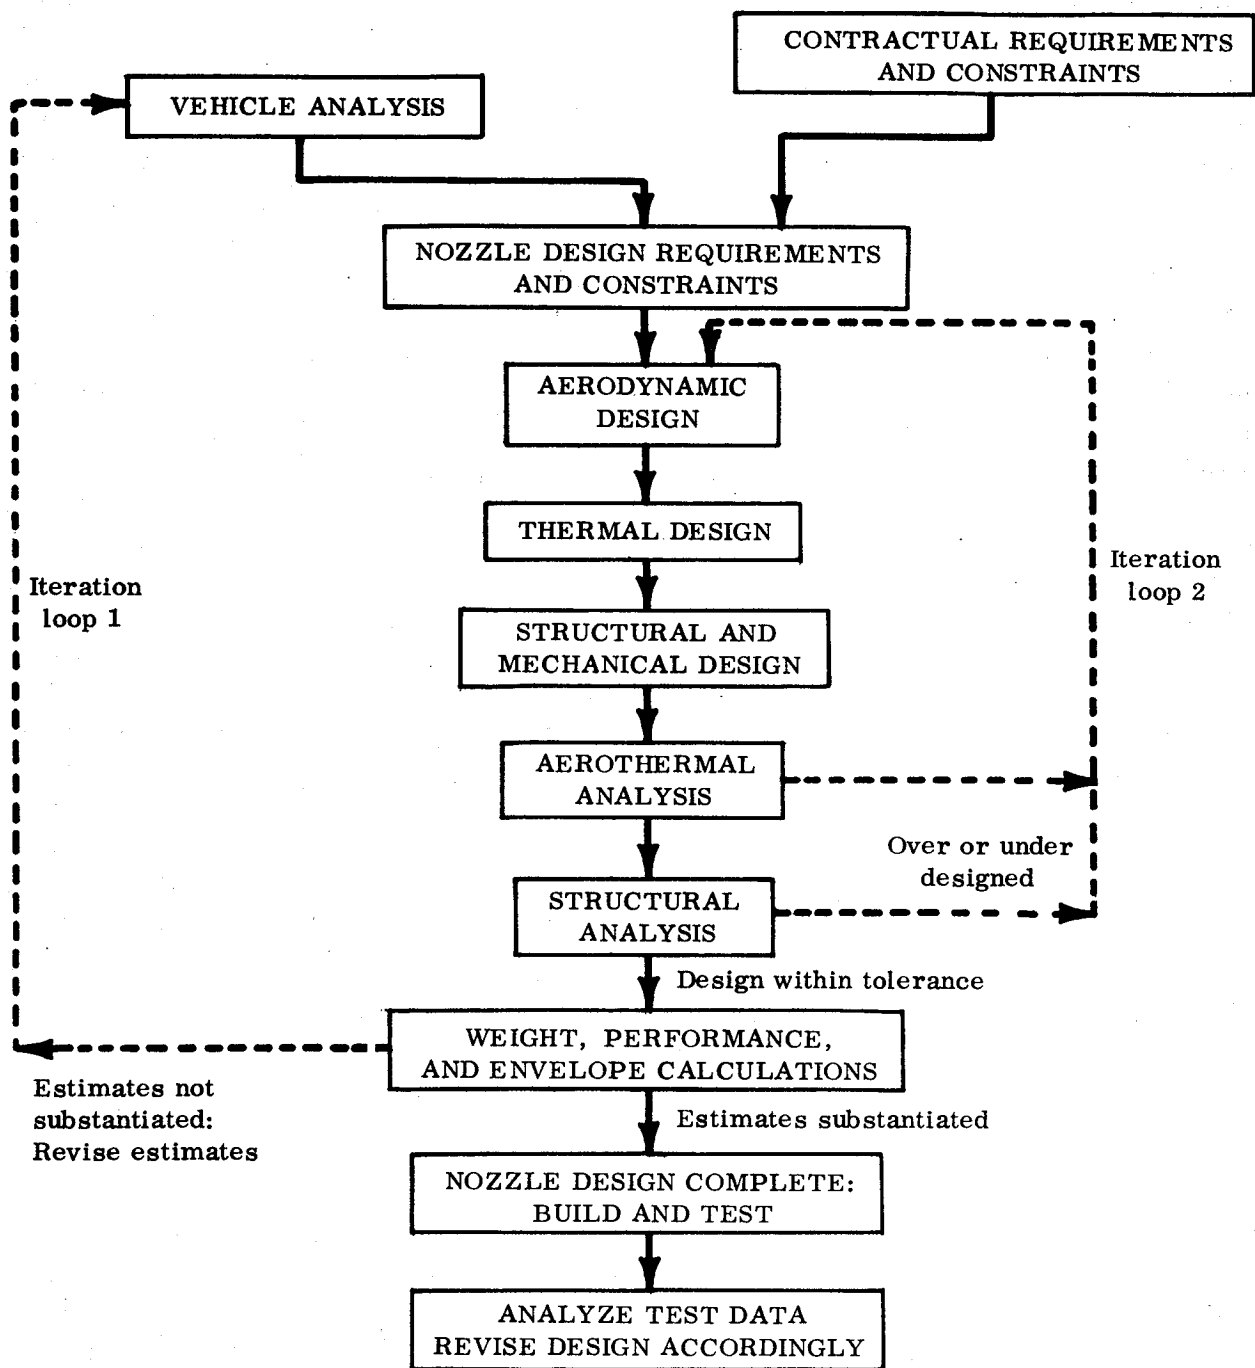 CONTRACTUAL REQUIREMENTS
AND CONSTRAINTS
VEHICLE ANALYSIS
NOZZLE DESIGN REQUIREMENTS
AND CONSTRAINTS
AERODYNAMIC
DESIGN
THERMAL DESIGN
Iteration
loop 1
Iteration
loop 2
STRUCTURAL AND
MECHANICAL DESIGN
AEROTHERMAL
ANALYSIS
Over or under
designed
STRUCTURAL
ANALYSIS
Design within tolerance
WEIGHT, PERFORMANCE,
AND ENVELOPE CALCULATIONS
Estimates not
substantiated:
Revise estimates
Estimates substantiated
NOZZLE DESIGN COMPLETE:
BUILD AND TEST
ANALYZE TEST DATA
REVISE DESIGN ACCORDINGLY